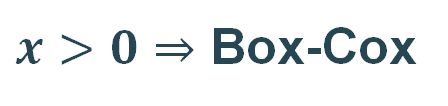 x > 0 ⇒ Box-Cox